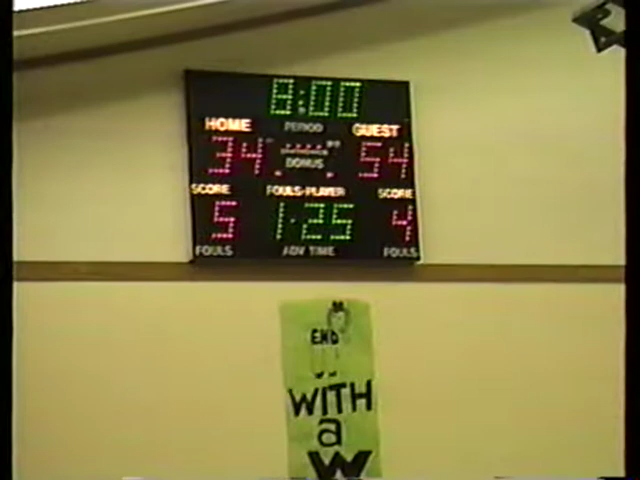 8:00
HOME PERIOD GUEST
34 BONUS 54
SCORE FOULS-PLAYER SCORE
5 1-25 4
FOULS ADV TIME FOULS
END
WITH
a
W